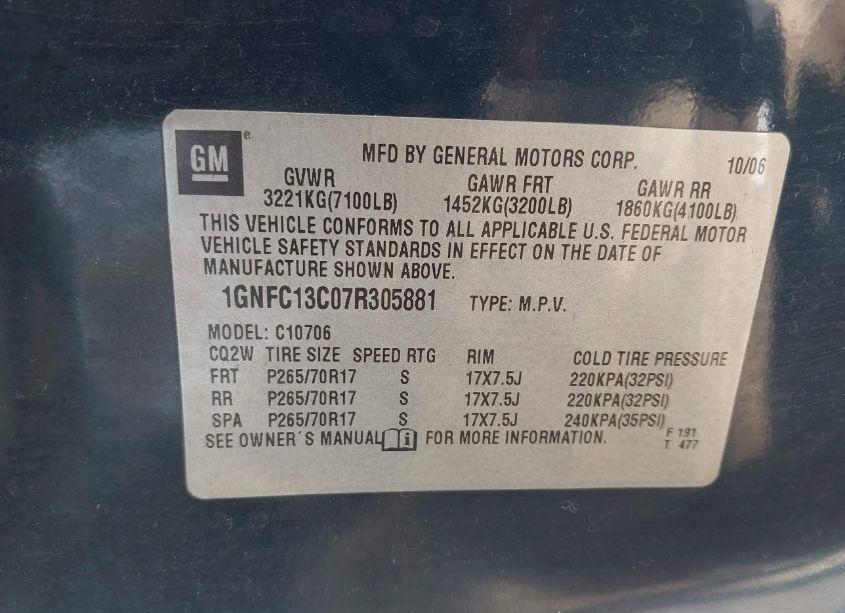 GM ®
MFD BY GENERAL MOTORS CORP. 10/06
GVWR GAWR FRT GAWR RR
3221KG(7100LB) 1452KG(3200LB) 1860KG(4100LB)
THIS VEHICLE CONFORMS TO ALL APPLICABLE U.S. FEDERAL MOTOR
VEHICLE SAFETY STANDARDS IN EFFECT ON THE DATE OF
MANUFACTURE SHOWN ABOVE.
1GNFC13C07R305881 TYPE: M.P.V.
MODEL: C10706
CQ2W TIRE SIZE SPEED RTG RIM COLD TIRE PRESSURE
FRT P265/70R17 S 17X7.5J 220KPA(32PSI)
RR P265/70R17 S 17X7.5J 220KPA(32PSI)
SPA P265/70R17 S 17X7.5J 240KPA(35PSI)
SEE OWNER´S MANUAL i FOR MORE INFORMATION. F 191
T 477